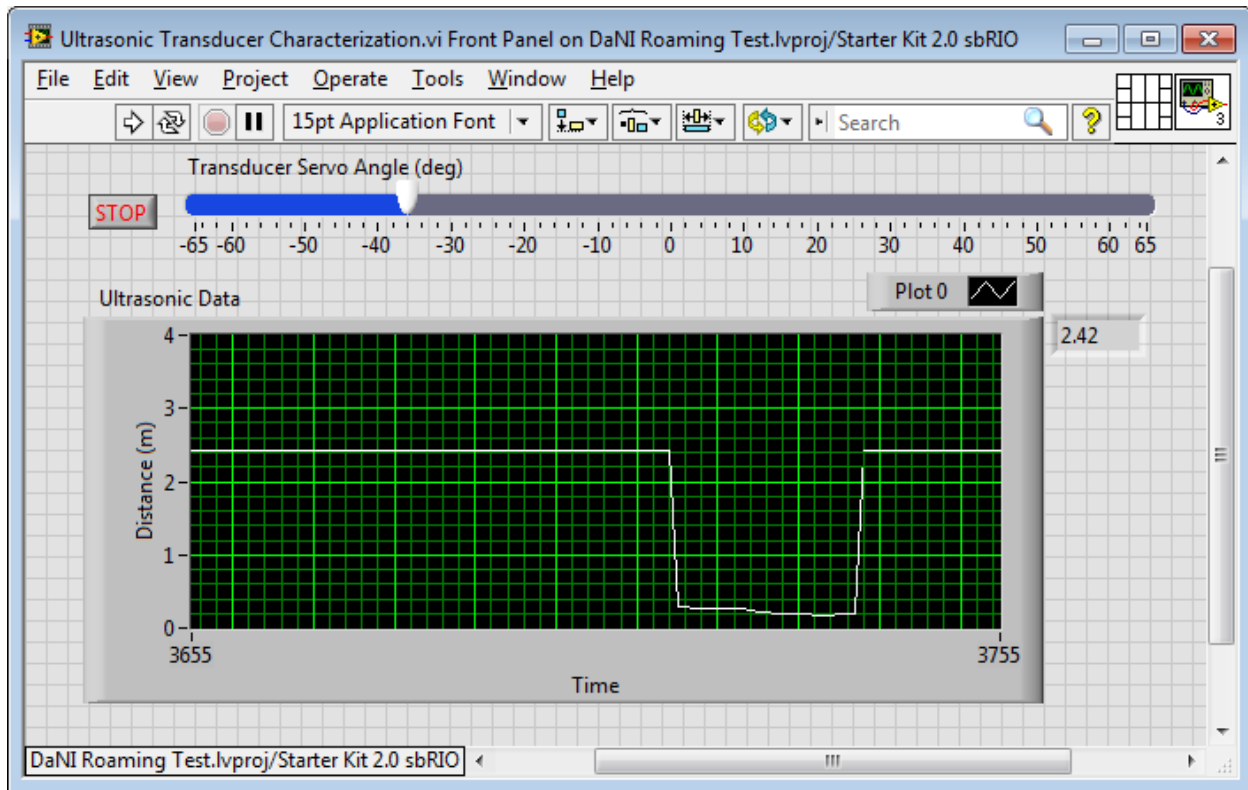 Ultrasonic Transducer Characterization.vi Front Panel on DaNI Roaming Test.lvproj/Starter Kit 2.0 sbRIO
File Edit View Project Operate Tools Window Help
15pt Application Font Search
3
Transducer Servo Angle (deg)
STOP
-65 -60 -50 -40 -30 -20 -10 0 10 20 30 40 50 60 65
Ultrasonic Data
Plot 0
2.42
4
3
2
1
0
Distance (m)
3655 3755
Time
DaNI Roaming Test.lvproj/Starter Kit 2.0 sbRIO